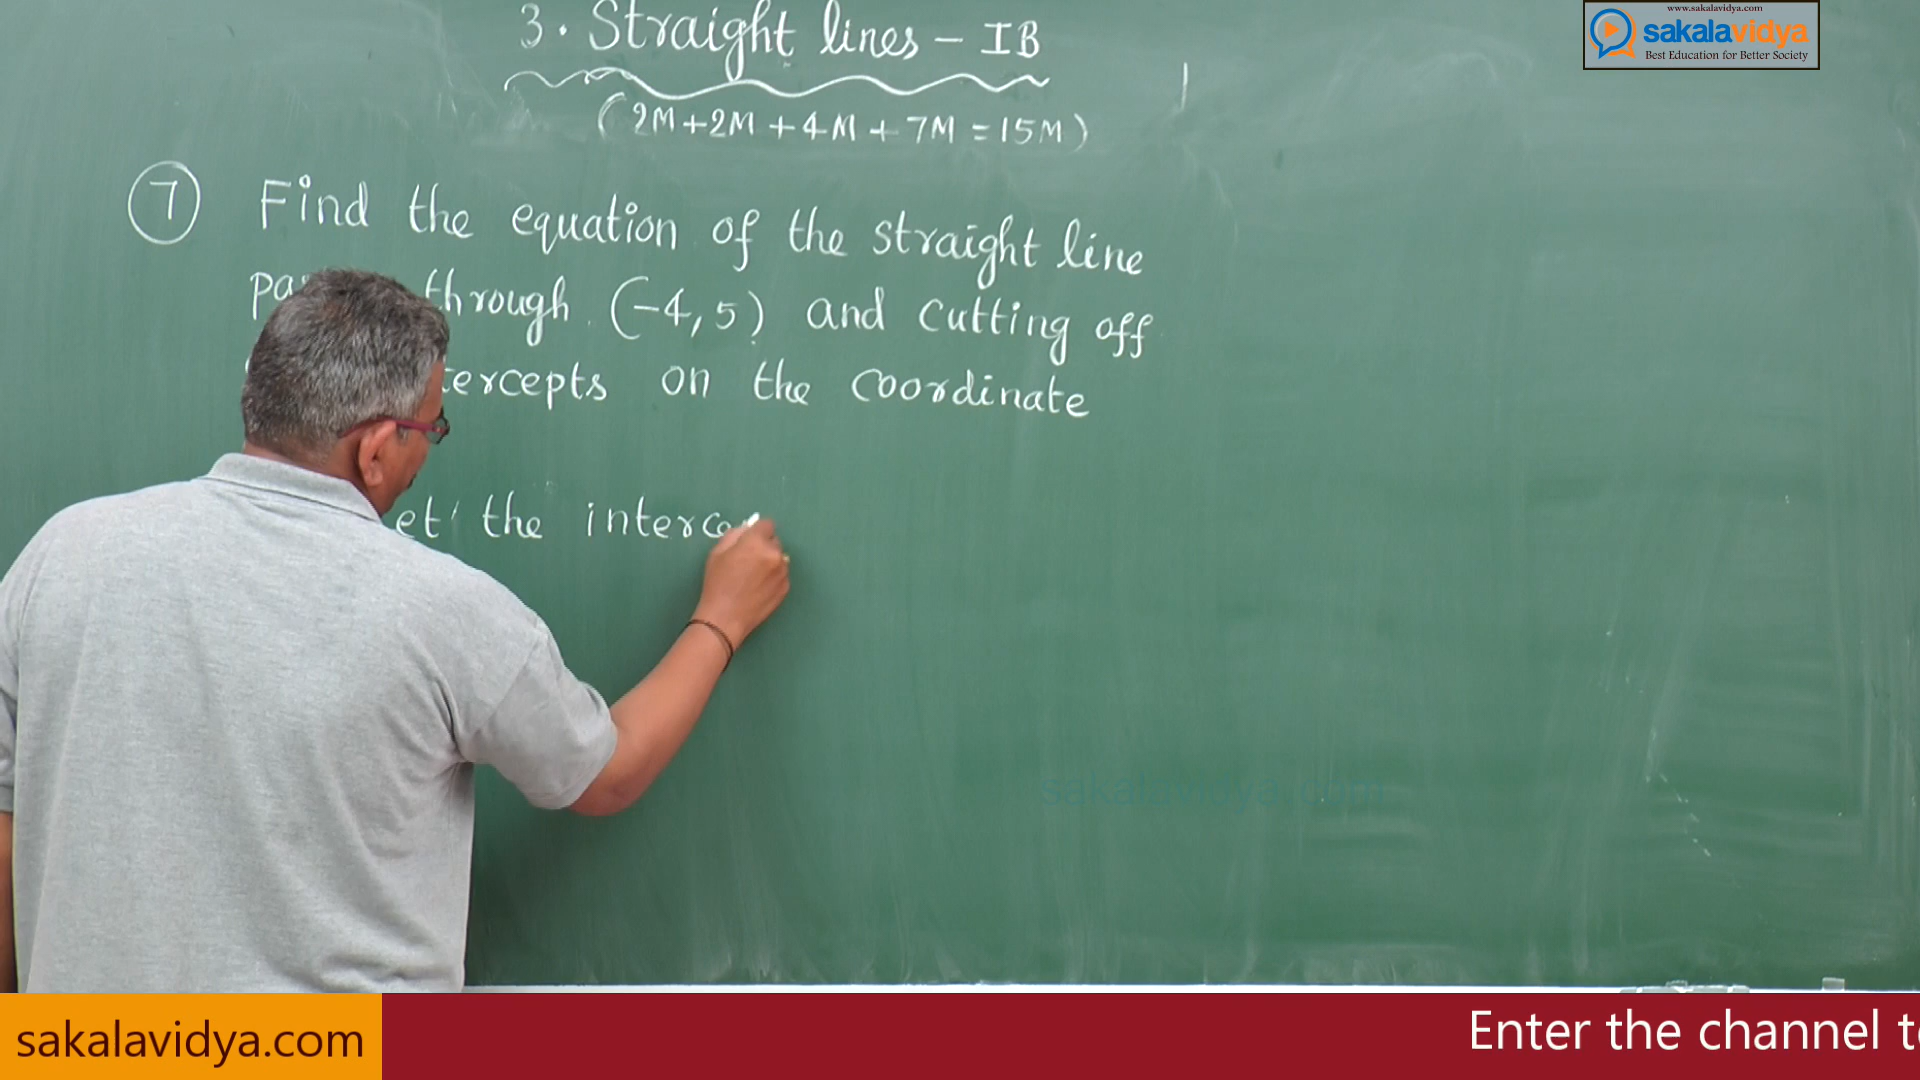 3. Straight lines - IB
(2M+2M+4M+7M=15M)
7 Find the equation of the straight line
through (-4, 5) and cutting off
on the coordinate
the
www.sakalavidya.com
sakalavidya
Best Education for Better Society
sakalavidya.com
sakalavidya.com
Enter the channel